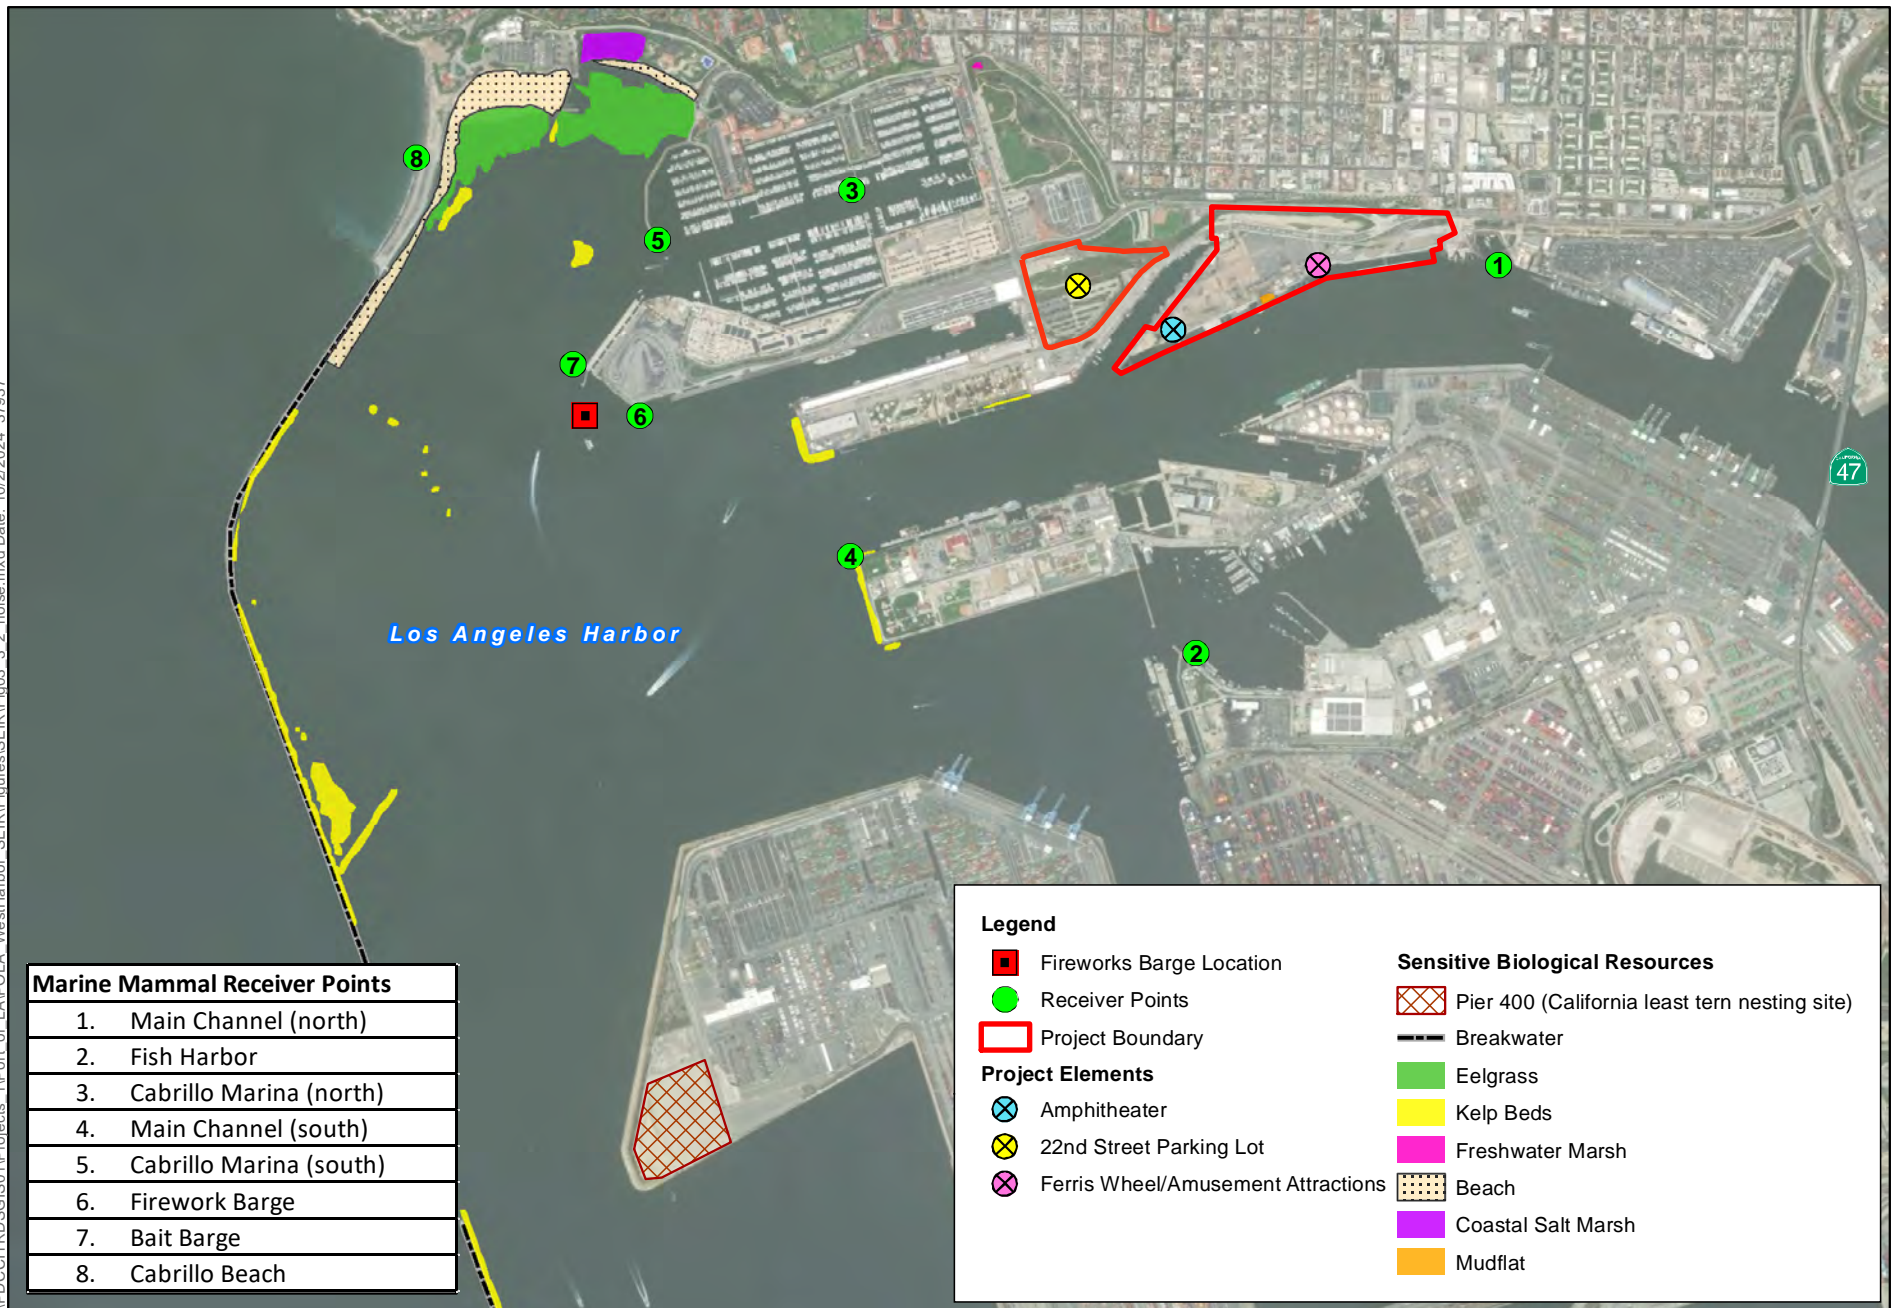 8
3
5
1
7
6
CALIFORNIA
47
4
Los Angeles Harbor
2
Marine Mammal Receiver Points
1. Main Channel (north)
2. Fish Harbor
3. Cabrillo Marina (north)
4. Main Channel (south)
5. Cabrillo Marina (south)
6. Firework Barge
7. Bait Barge
8. Cabrillo Beach
Legend
Fireworks Barge Location
Receiver Points
Project Boundary
Project Elements
Amphitheater
22nd Street Parking Lot
Ferris Wheel/Amusement Attractions
Sensitive Biological Resources
Pier 400 (California least tern nesting site)
Breakwater
Eelgrass
Kelp Beds
Freshwater Marsh
Beach
Coastal Salt Marsh
Mudflat